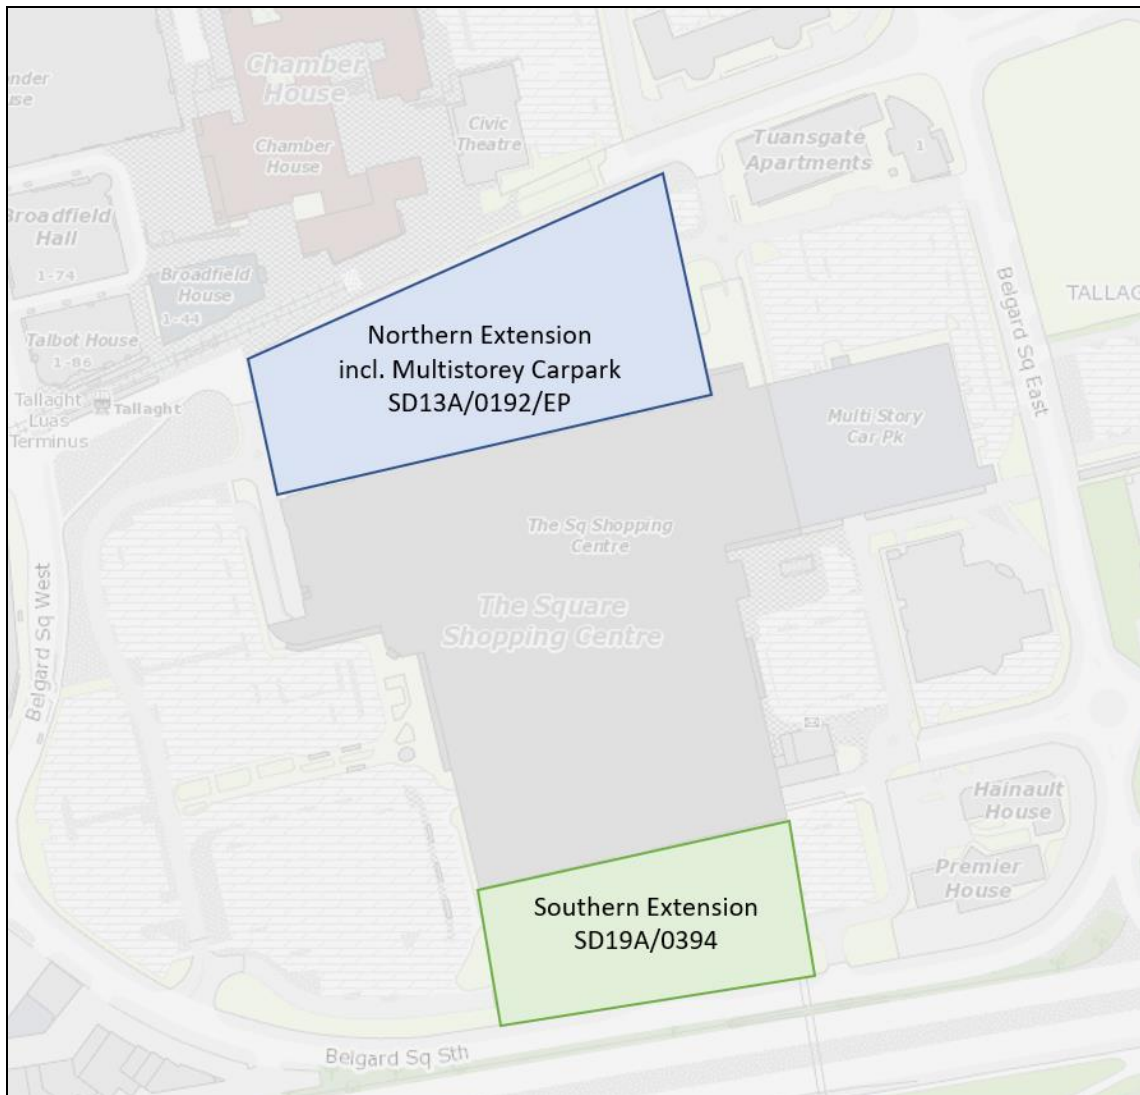 Chamber
House
Chamber
House
Civic
Theatre
Tuansgate
Apartments
1
Broadfield
Hall
1-74
Broadfield
House
1-44
Talbot House
1-86
Tallaght
Luas
Terminus
Tallaght
Northern Extension
incl. Multistorey Carpark
SD13A/0192/EP
Belgard Sq East
Multi Story
Car Pk
The Sq Shopping
Centre
The Square
Shopping Centre
Belgard Sq West
Hainault
House
Premier
House
Southern Extension
SD19A/0394
Belgard Sq Sth